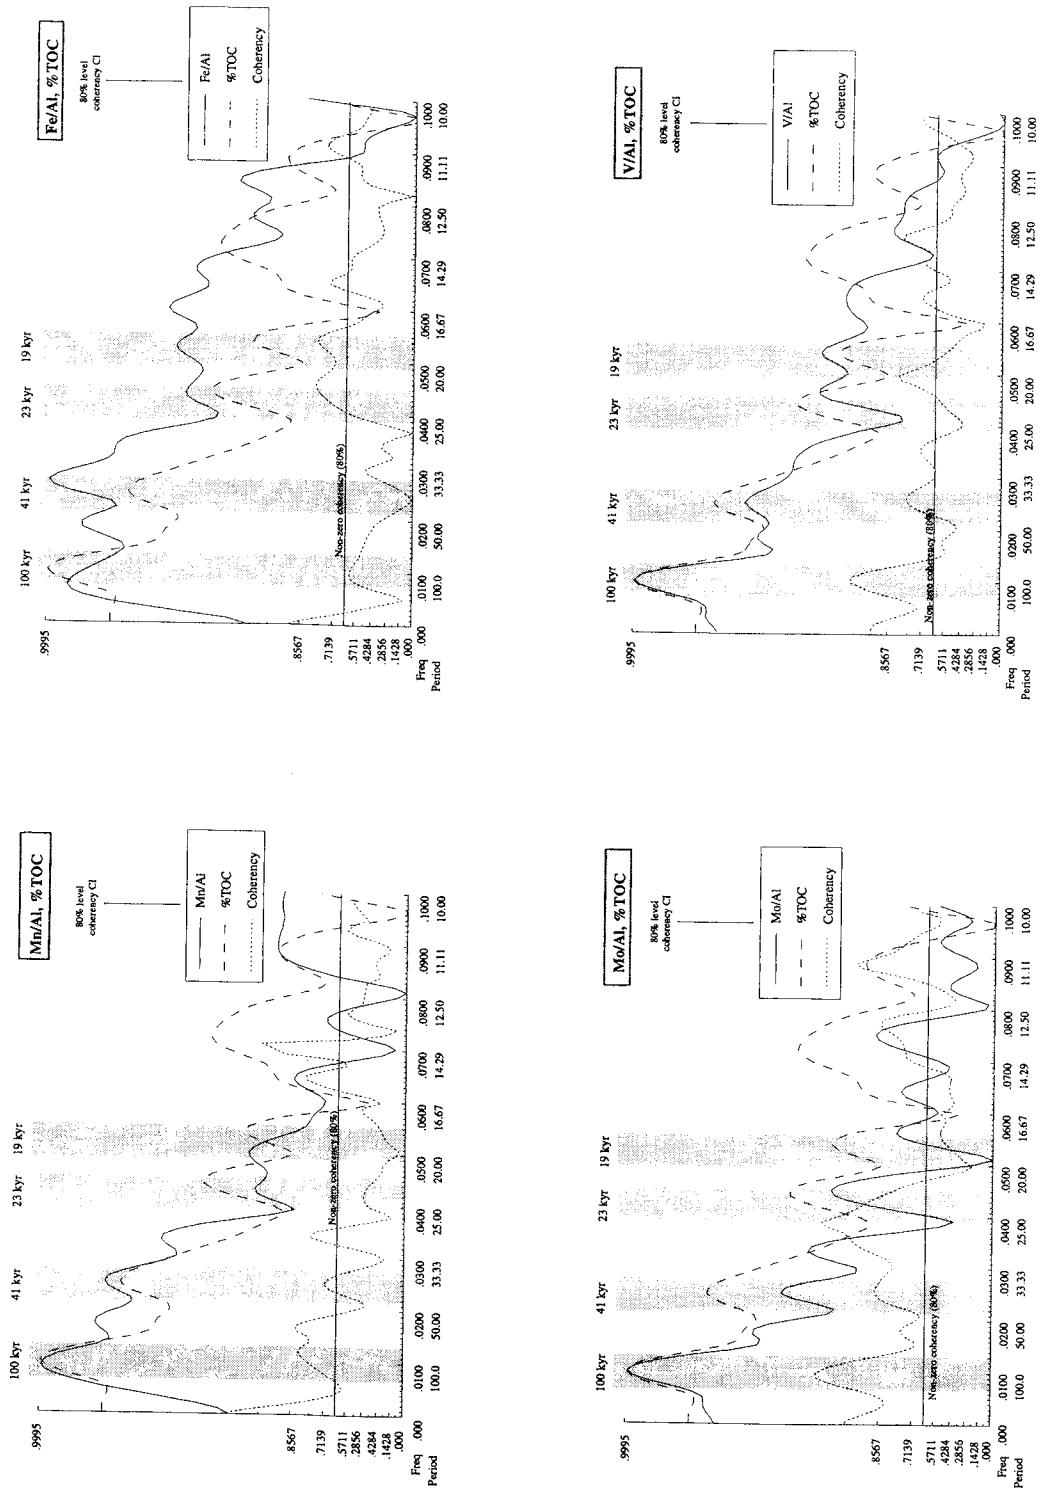 Mn/Al, %TOC
80% level
coherency CI
Mn/Al
%TOC
Coherency
100 kyr
41 kyr
23 kyr
19 kyr
.9995
.8567
.7139
.5711
.4284
.2856
.1428
.000
Non-zero coherency (80%)
Freq .000 .0100 .0200 .0300 .0400 .0500 .0600 .0700 .0800 .0900 .1000
Period 100.0 50.00 33.33 25.00 20.00 16.67 14.29 12.50 11.11 10.00
Fe/Al, %TOC
80% level
coherency CI
Fe/Al
%TOC
Coherency
100 kyr
41 kyr
23 kyr
19 kyr
.9995
.8567
.7139
.5711
.4284
.2856
.1428
.000
Non-zero coherency (80%)
Freq .000 .0100 .0200 .0300 .0400 .0500 .0600 .0700 .0800 .0900 .1000
Period 100.0 50.00 33.33 25.00 20.00 16.67 14.29 12.50 11.11 10.00
Mo/Al, %TOC
80% level
coherency CI
Mo/Al
%TOC
Coherency
100 kyr
41 kyr
23 kyr
19 kyr
.9995
.8567
.7139
.5711
.4284
.2856
.1428
.000
Non-zero coherency (80%)
Freq .000 .0100 .0200 .0300 .0400 .0500 .0600 .0700 .0800 .0900 .1000
Period 100.0 50.00 33.33 25.00 20.00 16.67 14.29 12.50 11.11 10.00
V/Al, %TOC
80% level
coherency CI
V/Al
%TOC
Coherency
100 kyr
41 kyr
23 kyr
19 kyr
.9995
.8567
.7139
.5711
.4284
.2856
.1428
.000
Non-zero coherency (80%)
Freq .000 .0100 .0200 .0300 .0400 .0500 .0600 .0700 .0800 .0900 .1000
Period 100.0 50.00 33.33 25.00 20.00 16.67 14.29 12.50 11.11 10.00